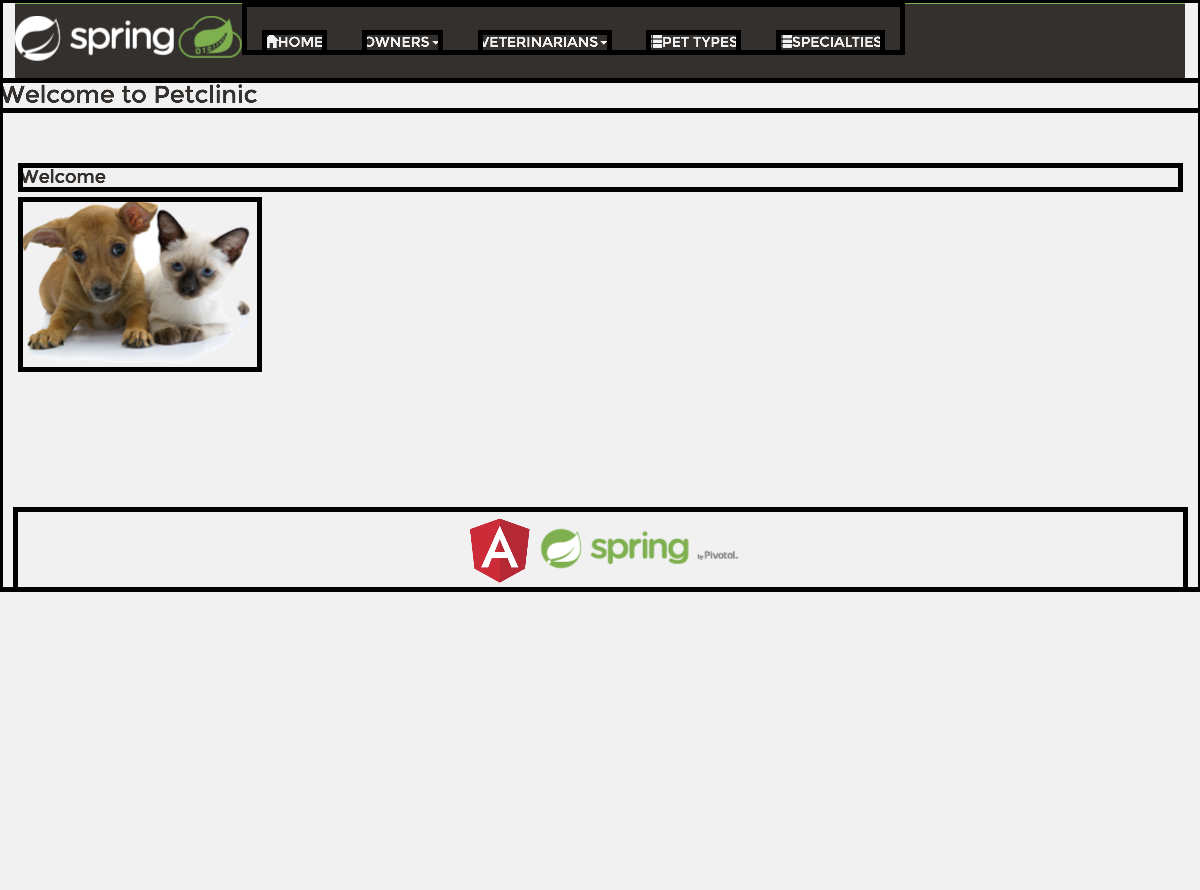 spring
HOME OWNERS VETERINARIANS PET TYPES SPECIALTIES
Welcome to Petclinic
Welcome
spring by Pivotal.